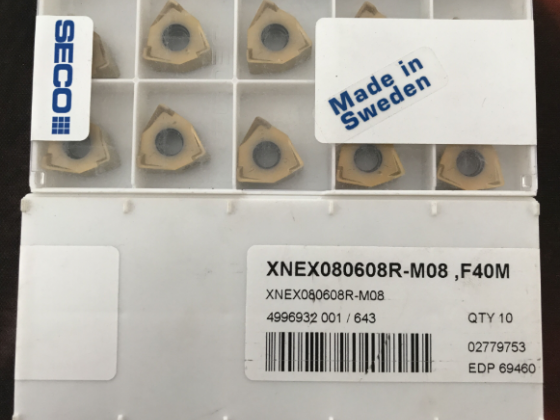 SECO
Made in
Sweden
XNEX080608R-M08 ,F40M
XNEX080608R-M08
4996932 001 / 643
QTY 10
02779753
EDP 69460